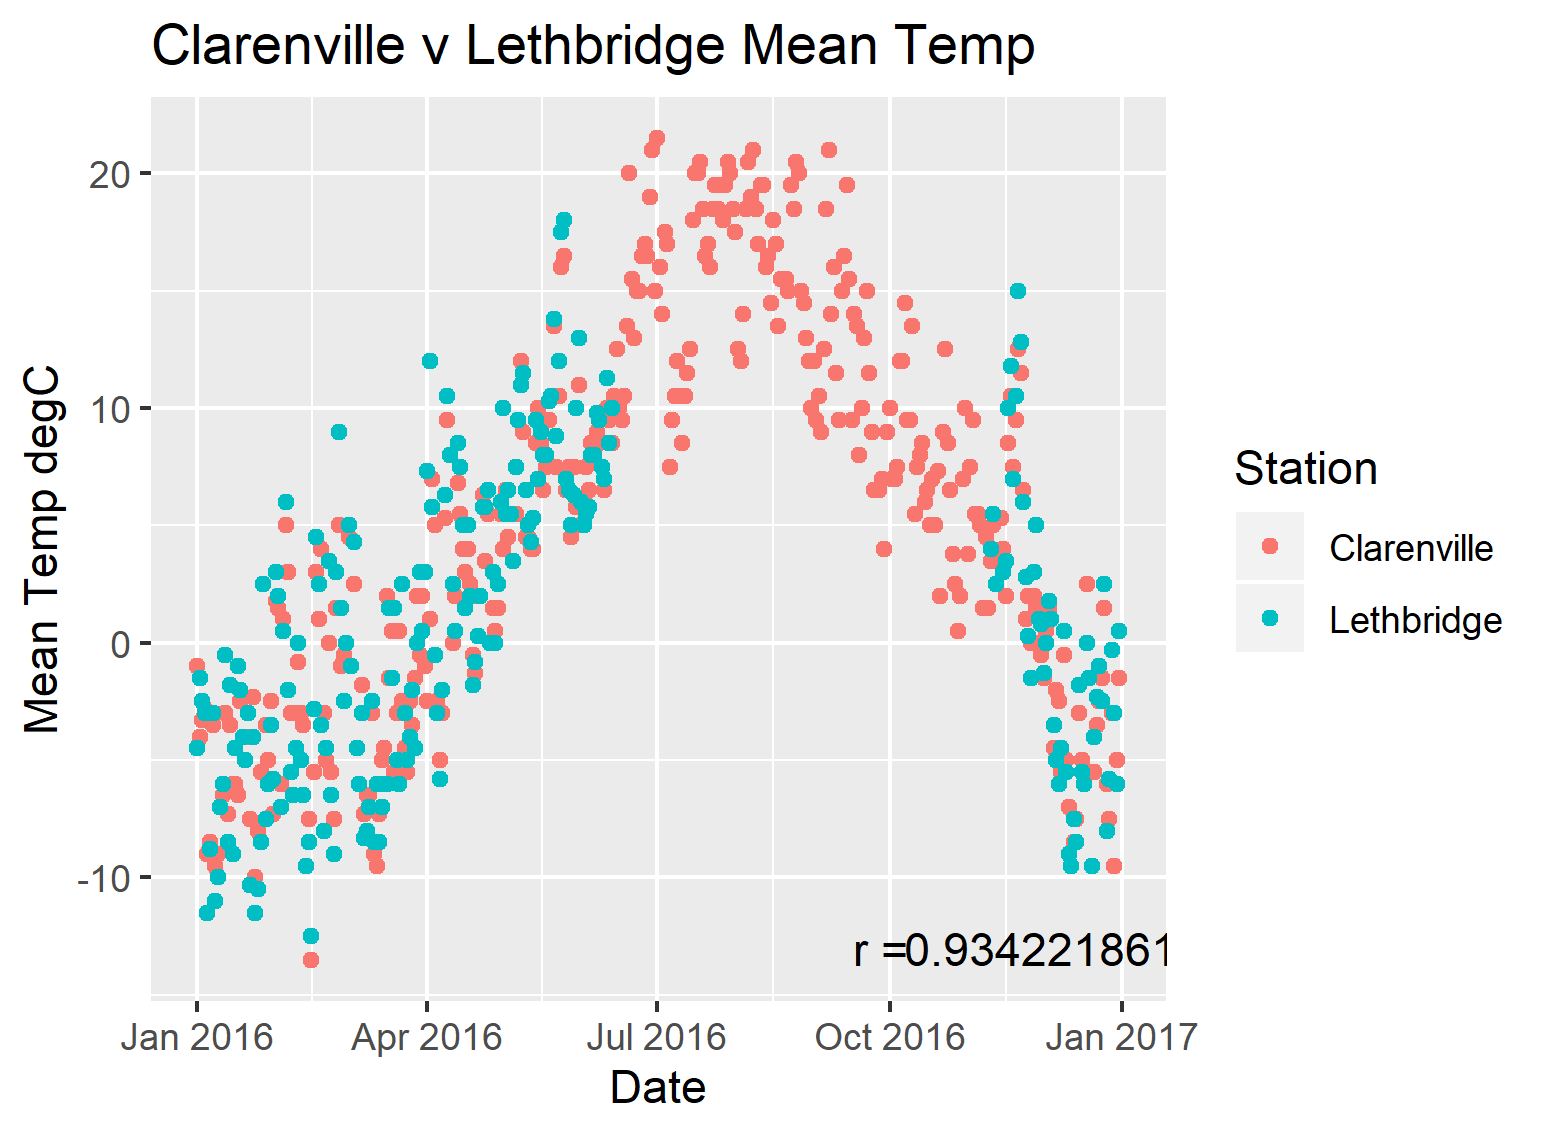 Clarenville v Lethbridge Mean Temp
Mean Temp degC
20
10
0
-10
r =0.934221861
Jan 2016 Apr 2016 Jul 2016 Oct 2016 Jan 2017
Date
Station
Clarenville
Lethbridge